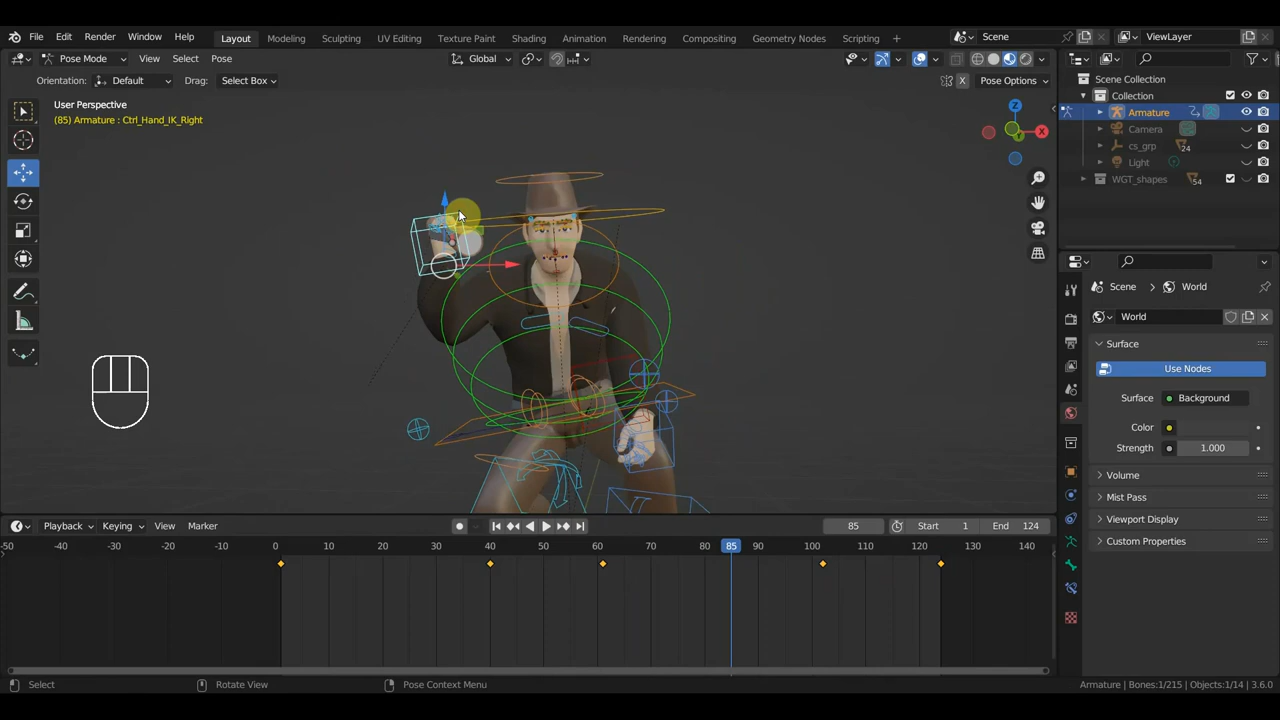 File Edit Render Window Help Layout Modeling Sculpting UV Editing Texture Paint Shading Animation Rendering Compositing Geometry Nodes Scripting + Scene ViewLayer
Pose Mode View Select Pose Global
Orientation: Default Drag: Select Box X Pose Options
User Perspective
(85) Armature : Ctrl_Hand_IK_Right
Z
X
Y
Scene Collection
Collection
Armature
Camera
cs_grp 24
Light
WGT_shapes 54
Scene World
World
Surface
Use Nodes
Surface Background
Color
Strength 1.000
Volume
Mist Pass
Viewport Display
Custom Properties
Playback Keying View Marker 85 Start 1 End 124
-50 -40 -30 -20 -10 0 10 20 30 40 50 60 70 80 85 90 100 110 120 130 140
Select Rotate View Pose Context Menu Armature | Bones:1/215 | Objects:1/14 | 3.6.0